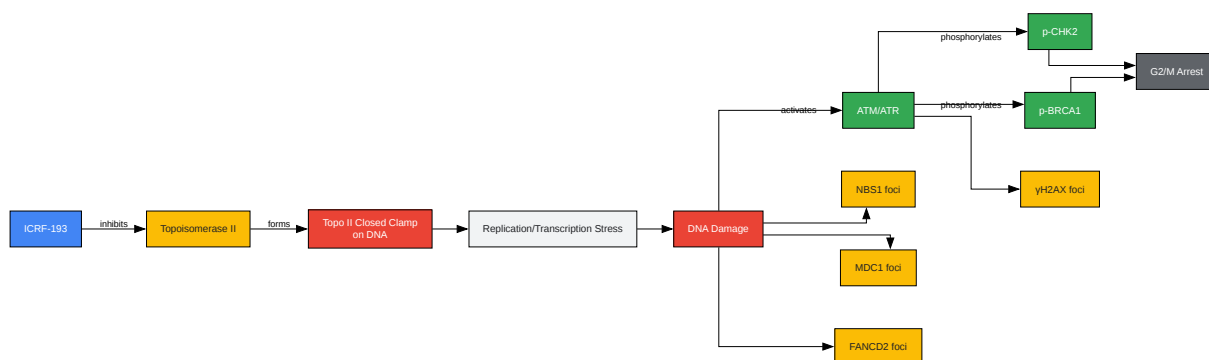 ICRF-193
inhibits
Topoisomerase II
forms
Topo II Closed Clamp
on DNA
Replication/Transcription Stress
DNA Damage
activates
ATM/ATR
phosphorylates
p-CHK2
phosphorylates
p-BRCA1
G2/M Arrest
γH2AX foci
NBS1 foci
MDC1 foci
FANCD2 foci